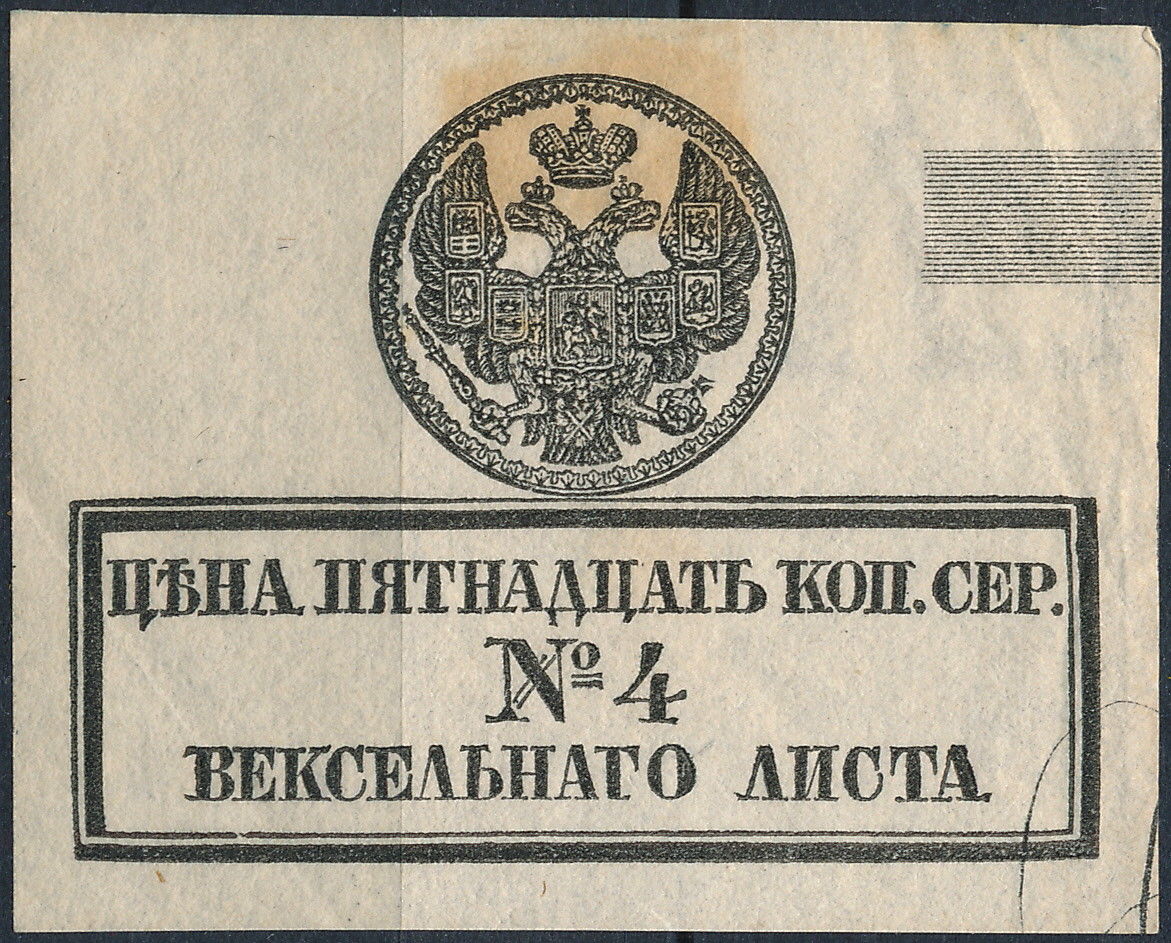 ЦѢНА ПЯТНАДЦАТЬ КОП. СЕР.
№ 4
ВЕКСЕЛЬНАГО ЛИСТА